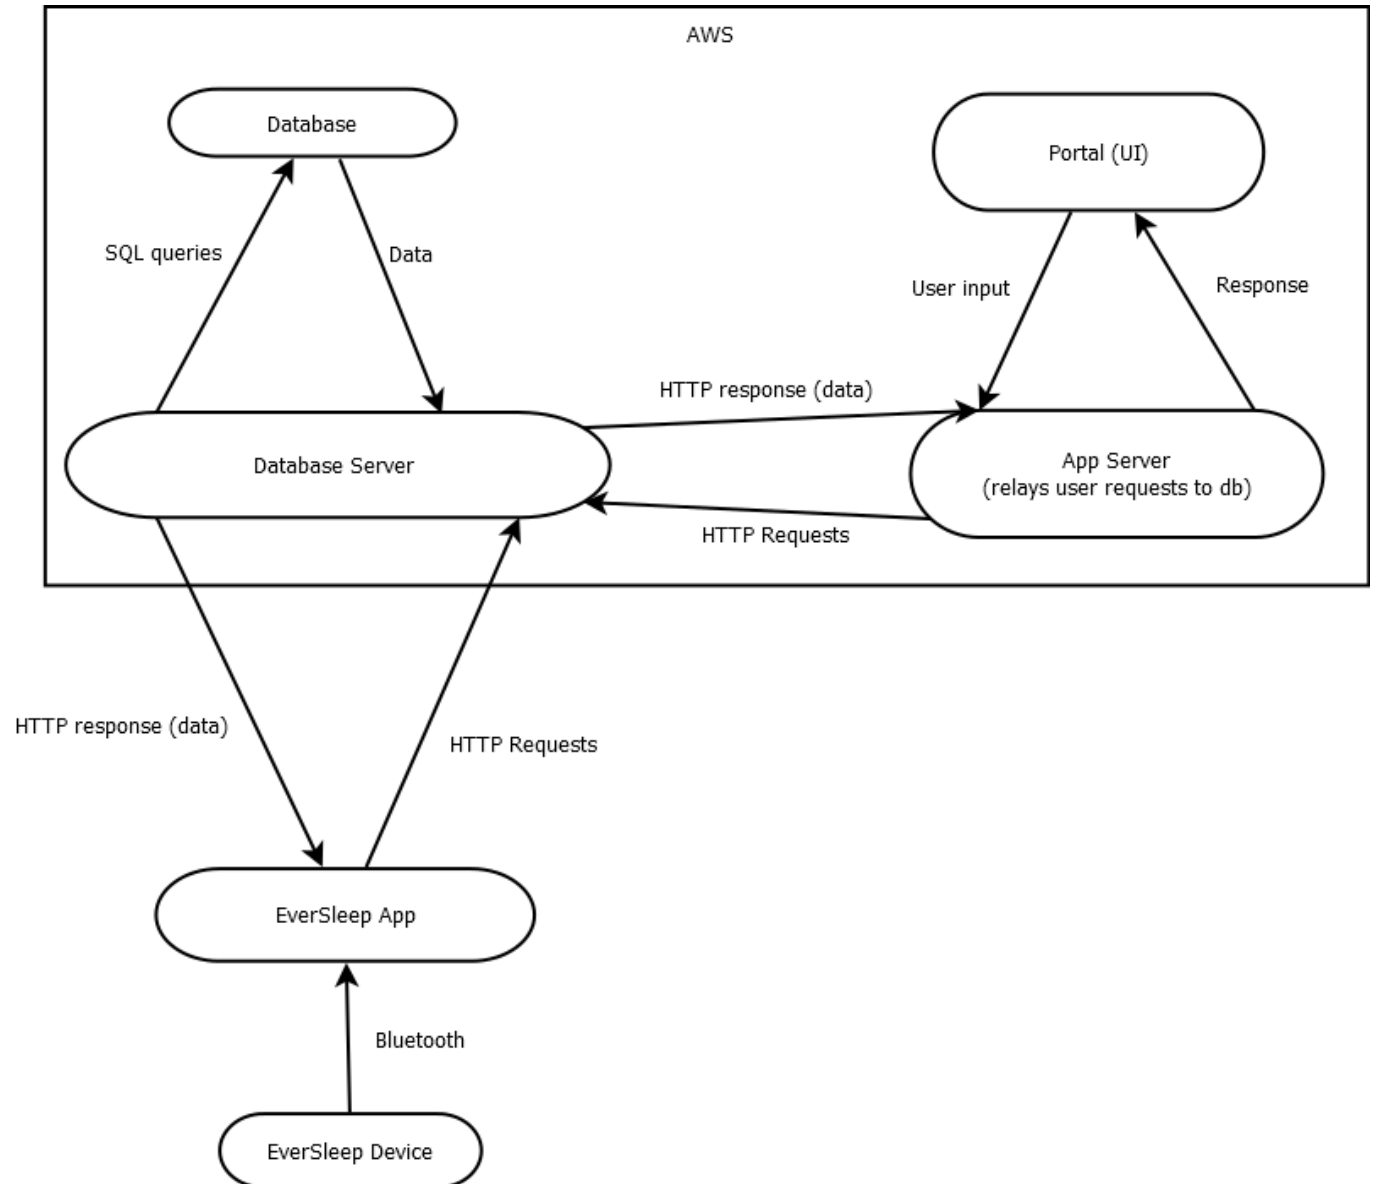 AWS
Database
Portal (UI)
SQL queries
Data
User input
Response
HTTP response (data)
Database Server
App Server
(relays user requests to db)
HTTP Requests
HTTP response (data)
HTTP Requests
EverSleep App
Bluetooth
EverSleep Device